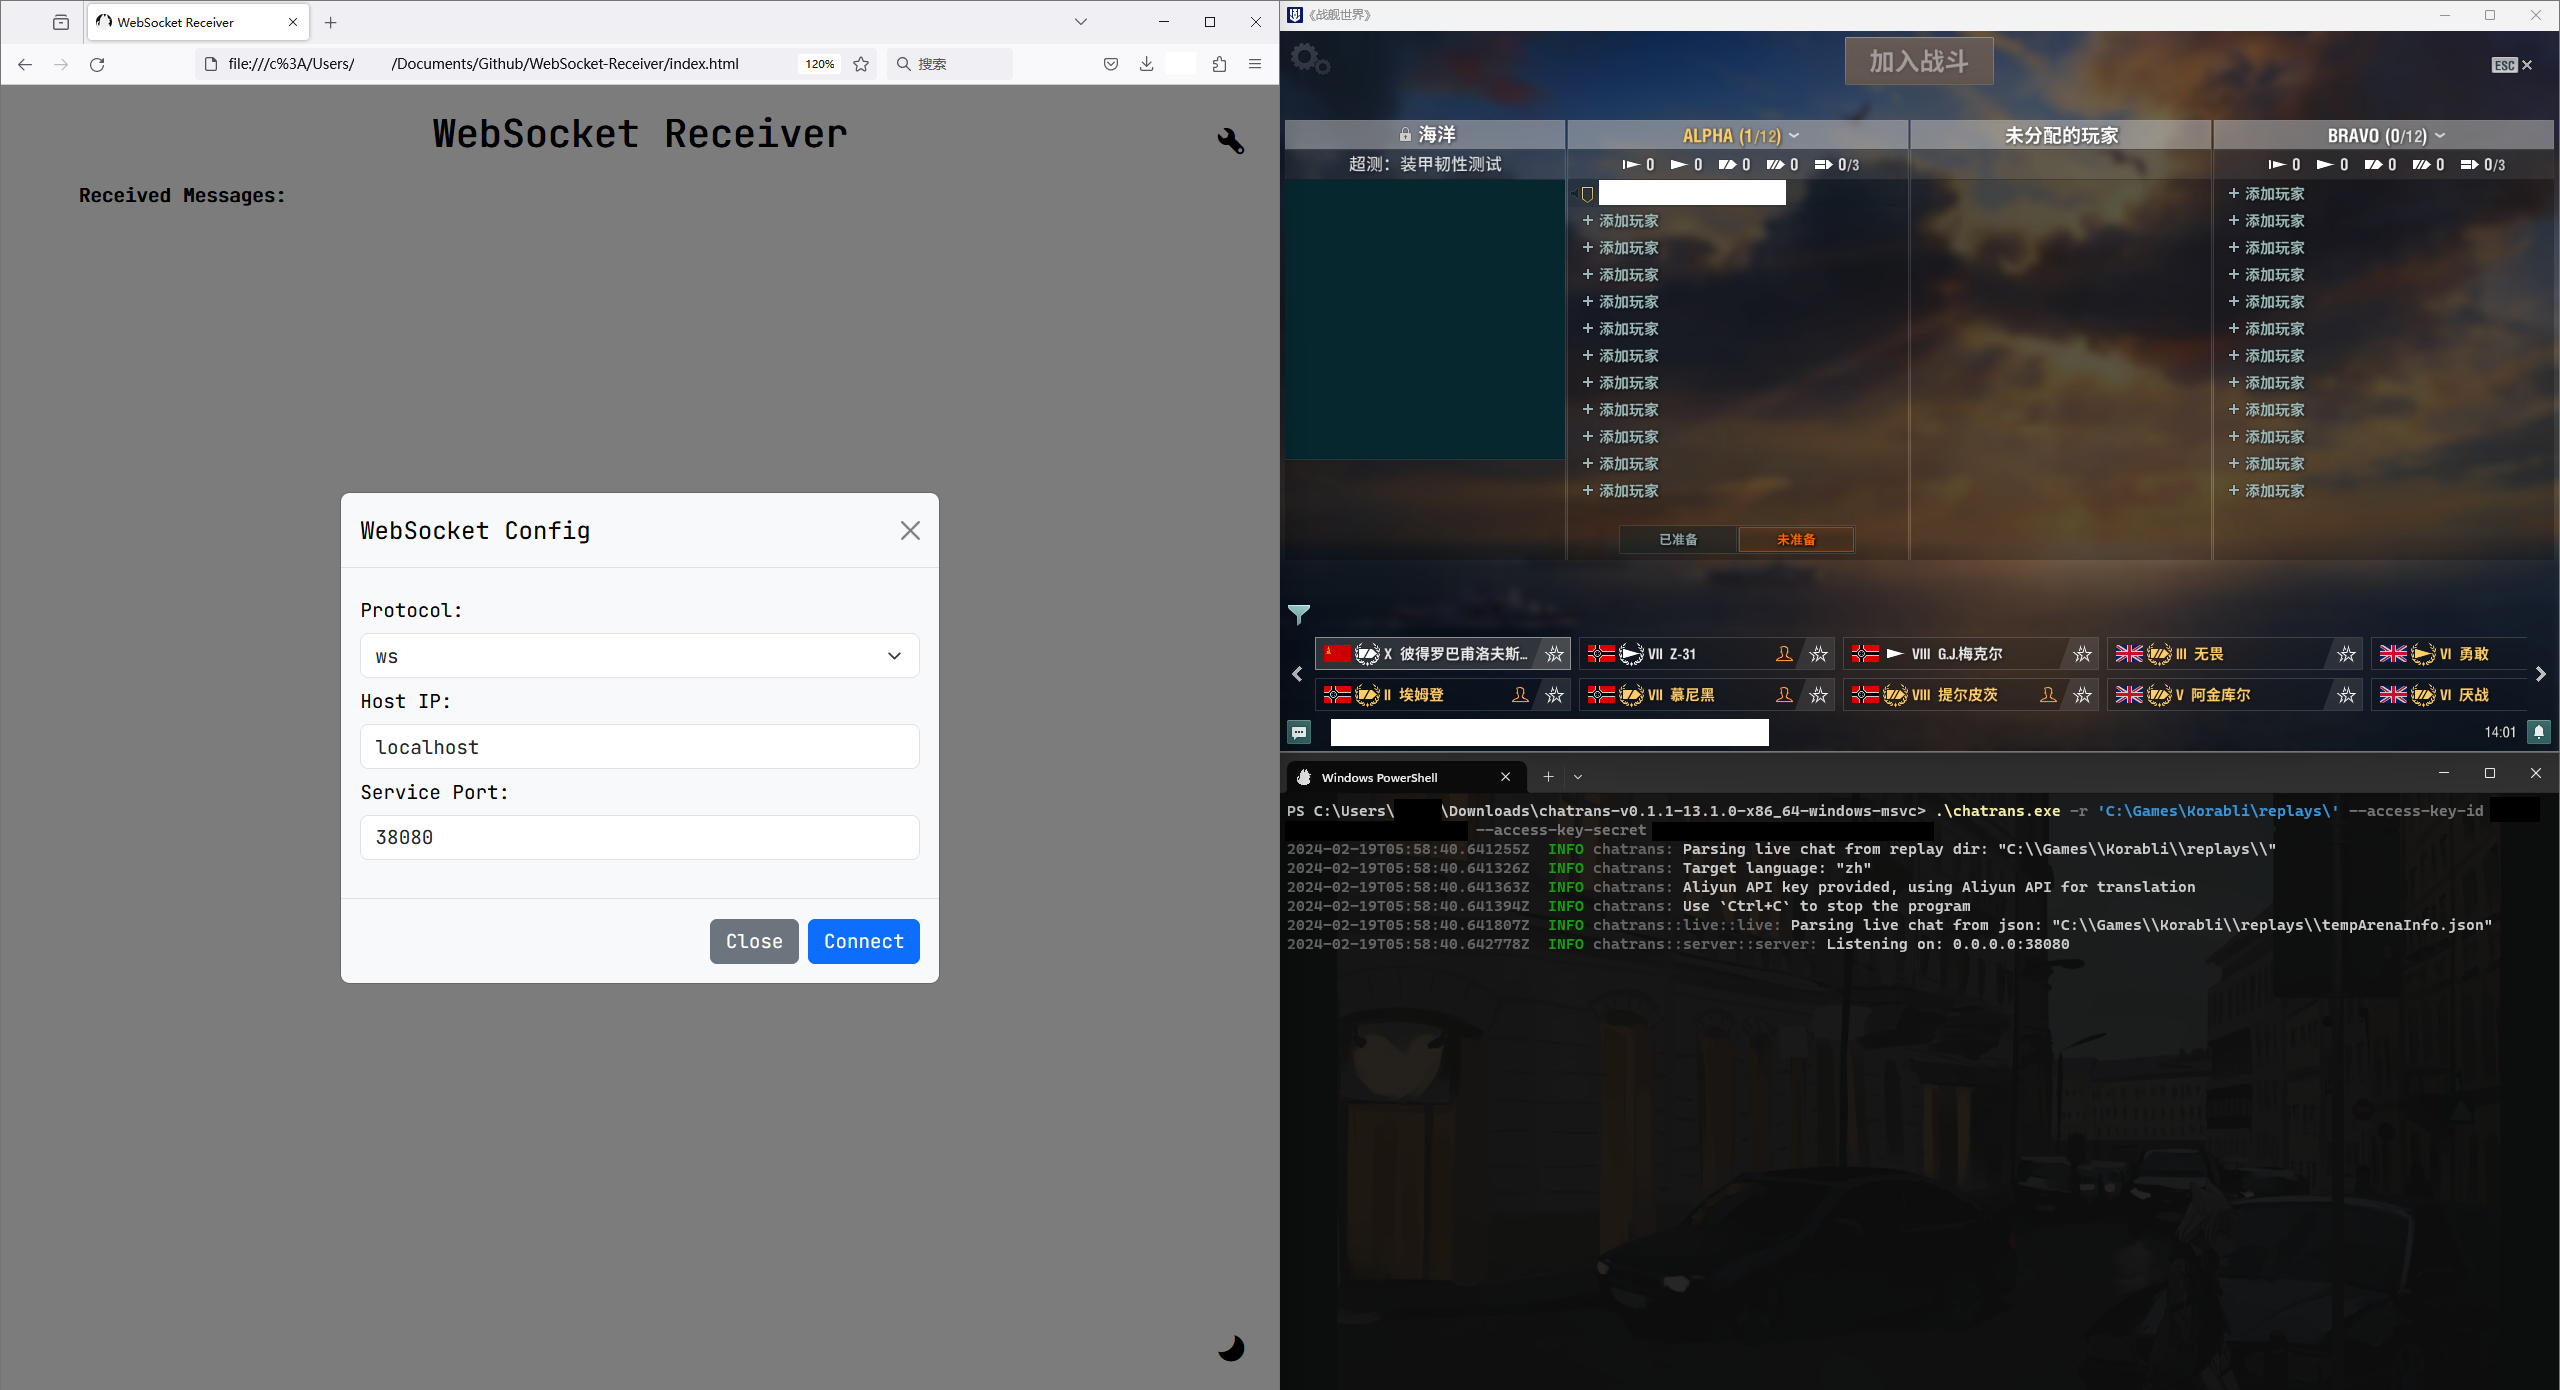 WebSocket Receiver
file:///c%3A/Users/ /Documents/Github/WebSocket-Receiver/index.html
120%
搜索
WebSocket Receiver
Received Messages:
WebSocket Config
Protocol:
ws
Host IP:
localhost
Service Port:
38080
Close
Connect
《战舰世界》
加入战斗
ESC
海洋
超测：装甲韧性测试
ALPHA (1/12)
0 0 0 0 0/3
添加玩家
添加玩家
添加玩家
添加玩家
添加玩家
添加玩家
添加玩家
添加玩家
添加玩家
添加玩家
添加玩家
已准备
未准备
未分配的玩家
BRAVO (0/12)
0 0 0 0 0/3
添加玩家
添加玩家
添加玩家
添加玩家
添加玩家
添加玩家
添加玩家
添加玩家
添加玩家
添加玩家
添加玩家
添加玩家
X 彼得罗巴甫洛夫斯... VII Z-31 VIII G.J.梅克尔 III 无畏 VI 勇敢
II 埃姆登 VII 慕尼黑 VIII 提尔皮茨 V 阿金库尔 VI 厌战
14:01
Windows PowerShell
PS C:\Users\ \Downloads\chatrans-v0.1.1-13.1.0-x86_64-windows-msvc> .\chatrans.exe -r 'C:\Games\Korabli\replays\' --access-key-id
--access-key-secret
2024-02-19T05:58:40.641255Z INFO chatrans: Parsing live chat from replay dir: "C:\\Games\\Korabli\\replays\\"
2024-02-19T05:58:40.641326Z INFO chatrans: Target language: "zh"
2024-02-19T05:58:40.641363Z INFO chatrans: Aliyun API key provided, using Aliyun API for translation
2024-02-19T05:58:40.641394Z INFO chatrans: Use `Ctrl+C` to stop the program
2024-02-19T05:58:40.641807Z INFO chatrans::live::live: Parsing live chat from json: "C:\\Games\\Korabli\\replays\\tempArenaInfo.json"
2024-02-19T05:58:40.642778Z INFO chatrans::server::server: Listening on: 0.0.0.0:38080